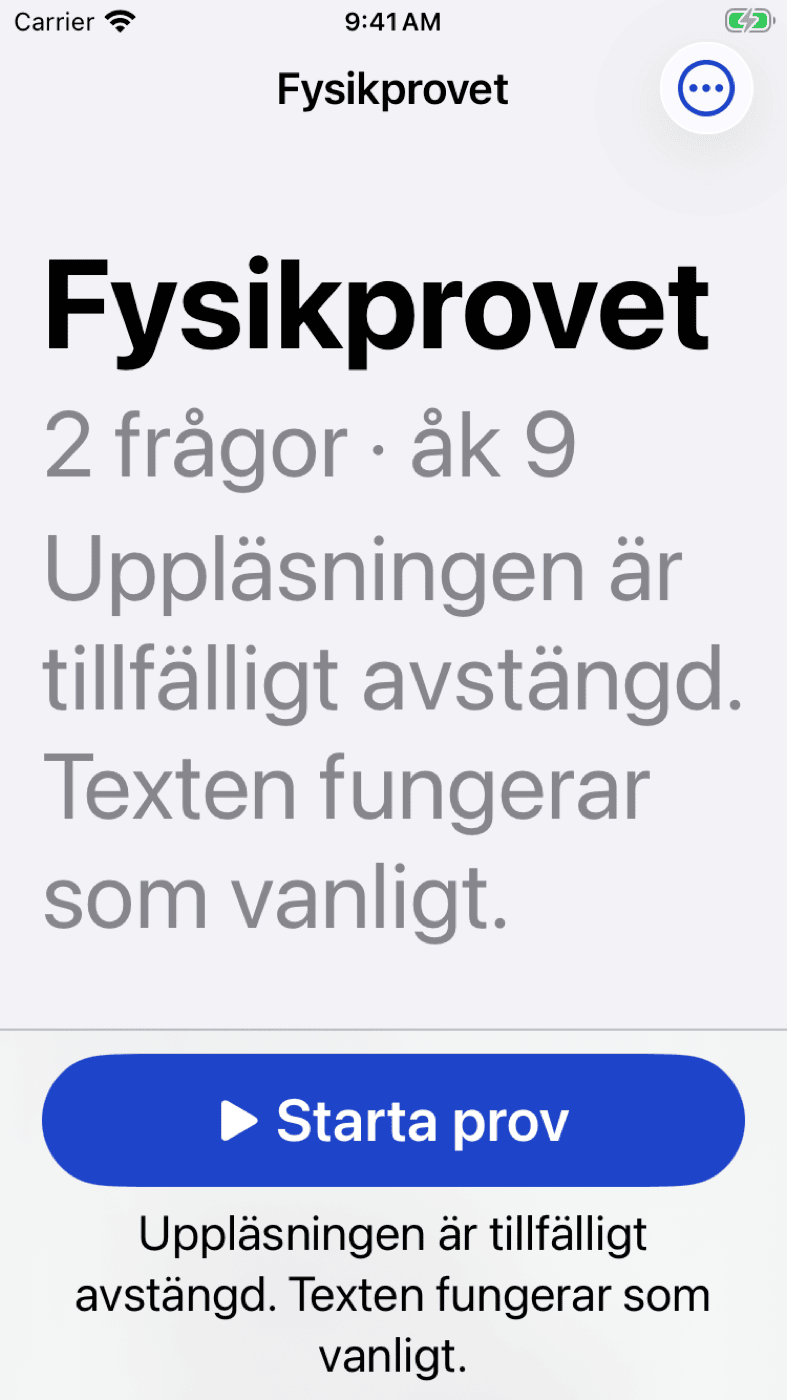 Carrier
9:41 AM
Fysikprovet
Fysikprovet
2 frågor · åk 9
Uppläsningen är
tillfälligt avstängd.
Texten fungerar
som vanligt.
Starta prov
Uppläsningen är tillfälligt
avstängd. Texten fungerar som
vanligt.